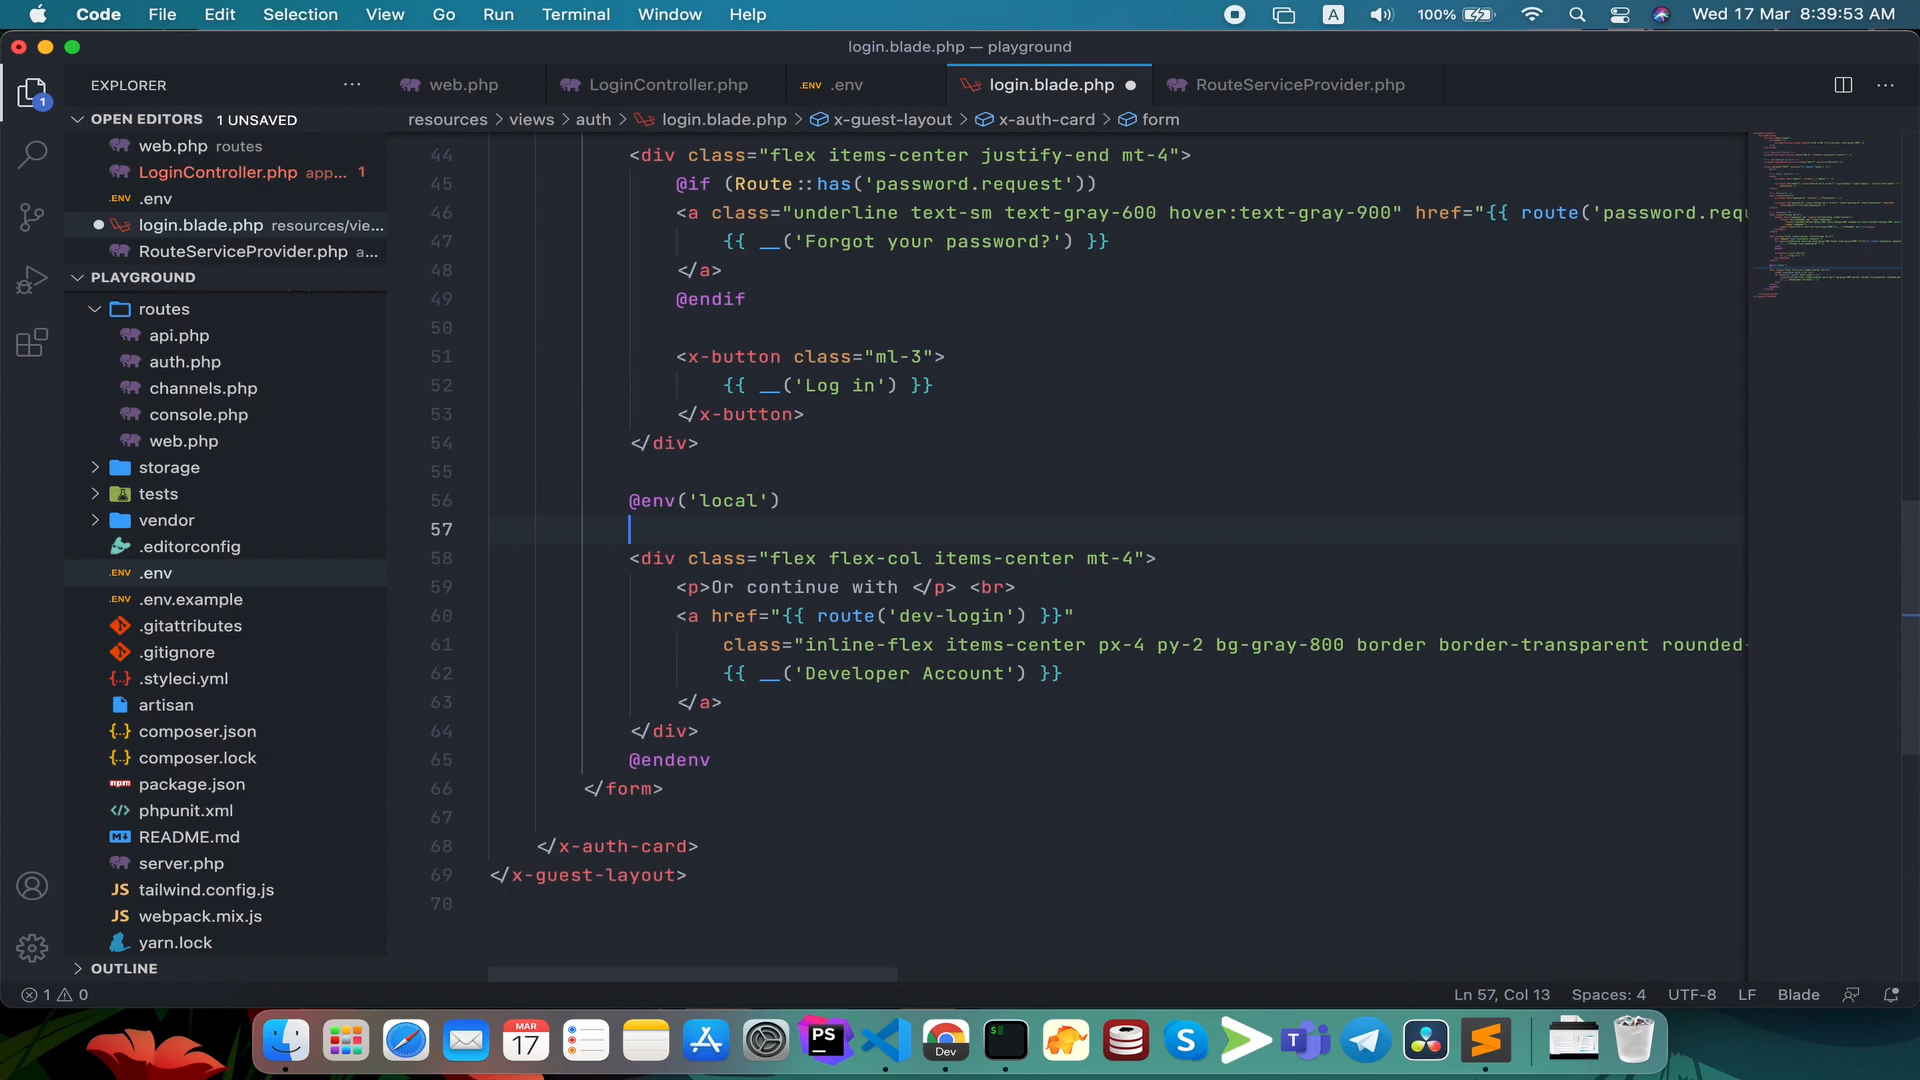 Code File Edit Selection View Go Run Terminal Window Help A 100% Wed 17 Mar 8:39:53 AM
login.blade.php — playground
EXPLORER
web.php LoginController.php .ENV .env login.blade.php RouteServiceProvider.php
1
OPEN EDITORS 1 UNSAVED
web.php routes
LoginController.php app... 1
.ENV .env
login.blade.php resources/vie...
RouteServiceProvider.php a...
PLAYGROUND
routes
api.php
auth.php
channels.php
console.php
web.php
storage
tests
vendor
.editorconfig
.ENV .env
.ENV .env.example
.gitattributes
.gitignore
.styleci.yml
artisan
composer.json
composer.lock
npm package.json
phpunit.xml
README.md
server.php
JS tailwind.config.js
JS webpack.mix.js
yarn.lock
OUTLINE
resources > views > auth > login.blade.php > x-guest-layout > x-auth-card > form
44 <div class="flex items-center justify-end mt-4">
45 @if (Route::has('password.request'))
46 <a class="underline text-sm text-gray-600 hover:text-gray-900" href="{{ route('password.requ
47 {{ __('Forgot your password?') }}
48 </a>
49 @endif
50
51 <x-button class="ml-3">
52 {{ __('Log in') }}
53 </x-button>
54 </div>
55
56 @env('local')
57
58 <div class="flex flex-col items-center mt-4">
59 <p>Or continue with </p> <br>
60 <a href="{{ route('dev-login') }}"
61 class="inline-flex items-center px-4 py-2 bg-gray-800 border border-transparent rounded-
62 {{ __('Developer Account') }}
63 </a>
64 </div>
65 @endenv
66 </form>
67
68 </x-auth-card>
69 </x-guest-layout>
70
1 0 Ln 57, Col 13 Spaces: 4 UTF-8 LF Blade
MAR
17
PS
Dev